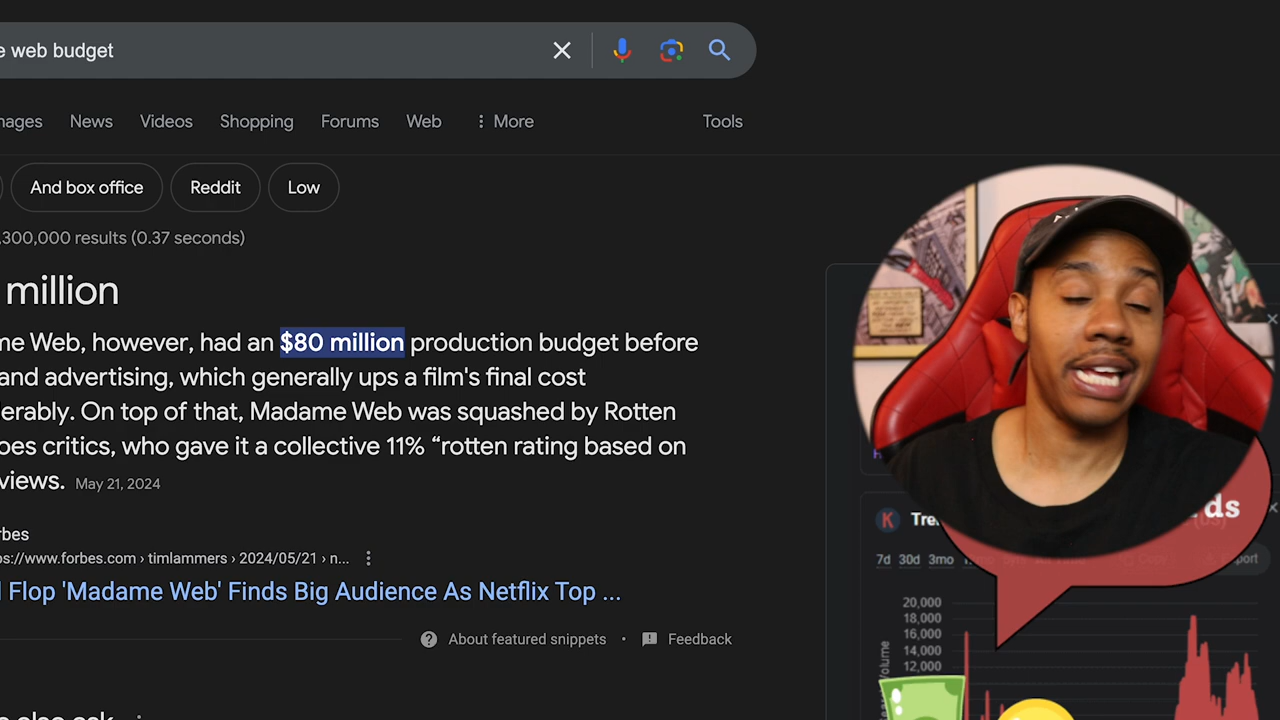 e web budget
mages News Videos Shopping Forums Web More Tools
And box office Reddit Low
,300,000 results (0.37 seconds)
million
me Web, however, had an $80 million production budget before
and advertising, which generally ups a film's final cost
erably. On top of that, Madame Web was squashed by Rotten
oes critics, who gave it a collective 11% “rotten rating based on
views. May 21, 2024
rbes
ps://www.forbes.com › timlammers › 2024/05/21 › n...
l Flop 'Madame Web' Finds Big Audience As Netflix Top ...
About featured snippets • Feedback
ds
K Tre
7d 30d 3mo
20,000
18,000
16,000
14,000
12,000